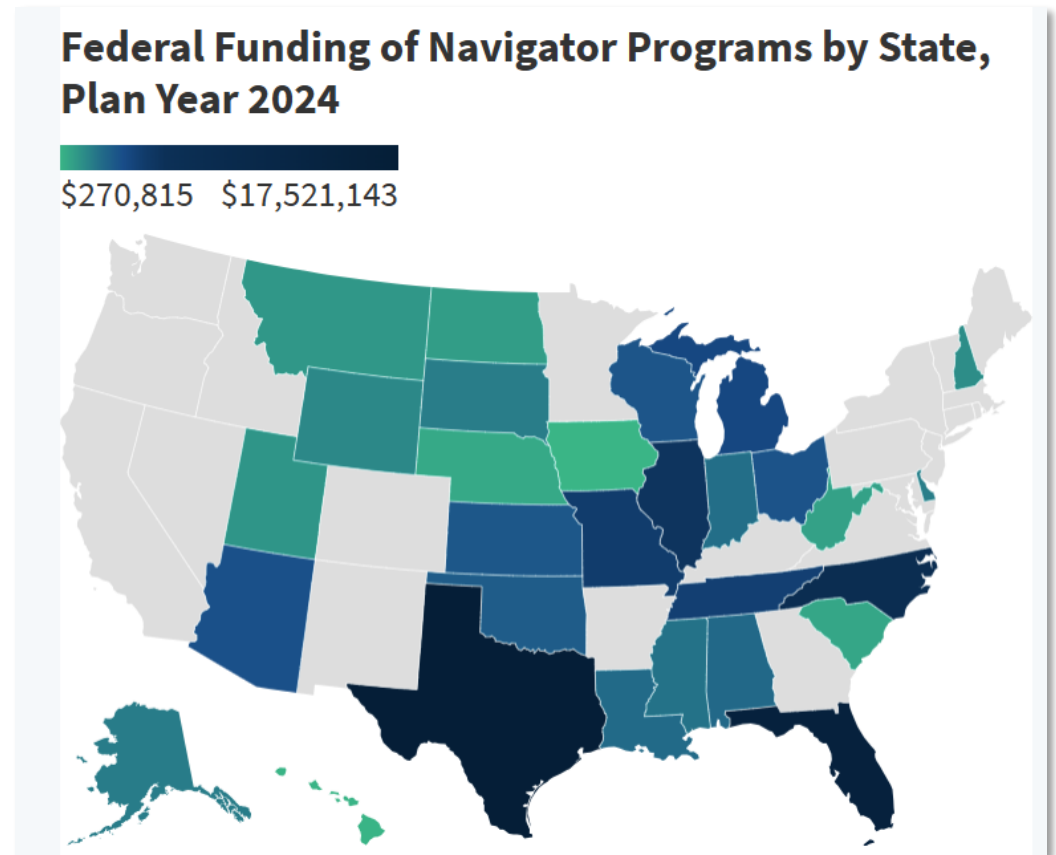 Federal Funding of Navigator Programs by State,
Plan Year 2024
$270,815 $17,521,143